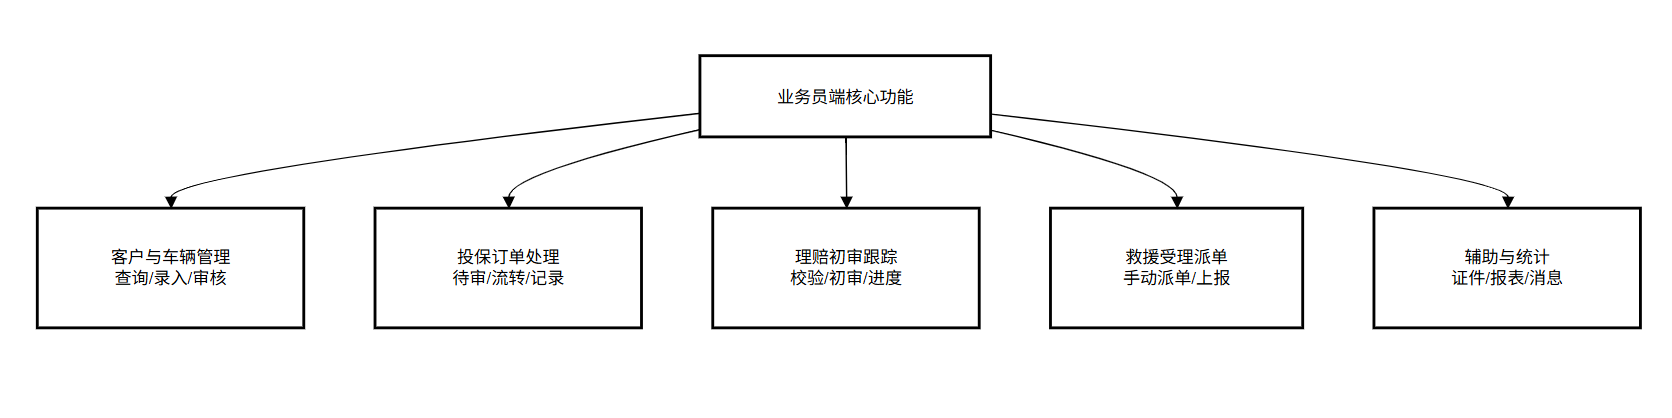 业务员端核心功能
客户与车辆管理
查询/录入/审核
投保订单处理
待审/流转/记录
理赔初审跟踪
校验/初审/进度
救援受理派单
手动派单/上报
辅助与统计
证件/报表/消息